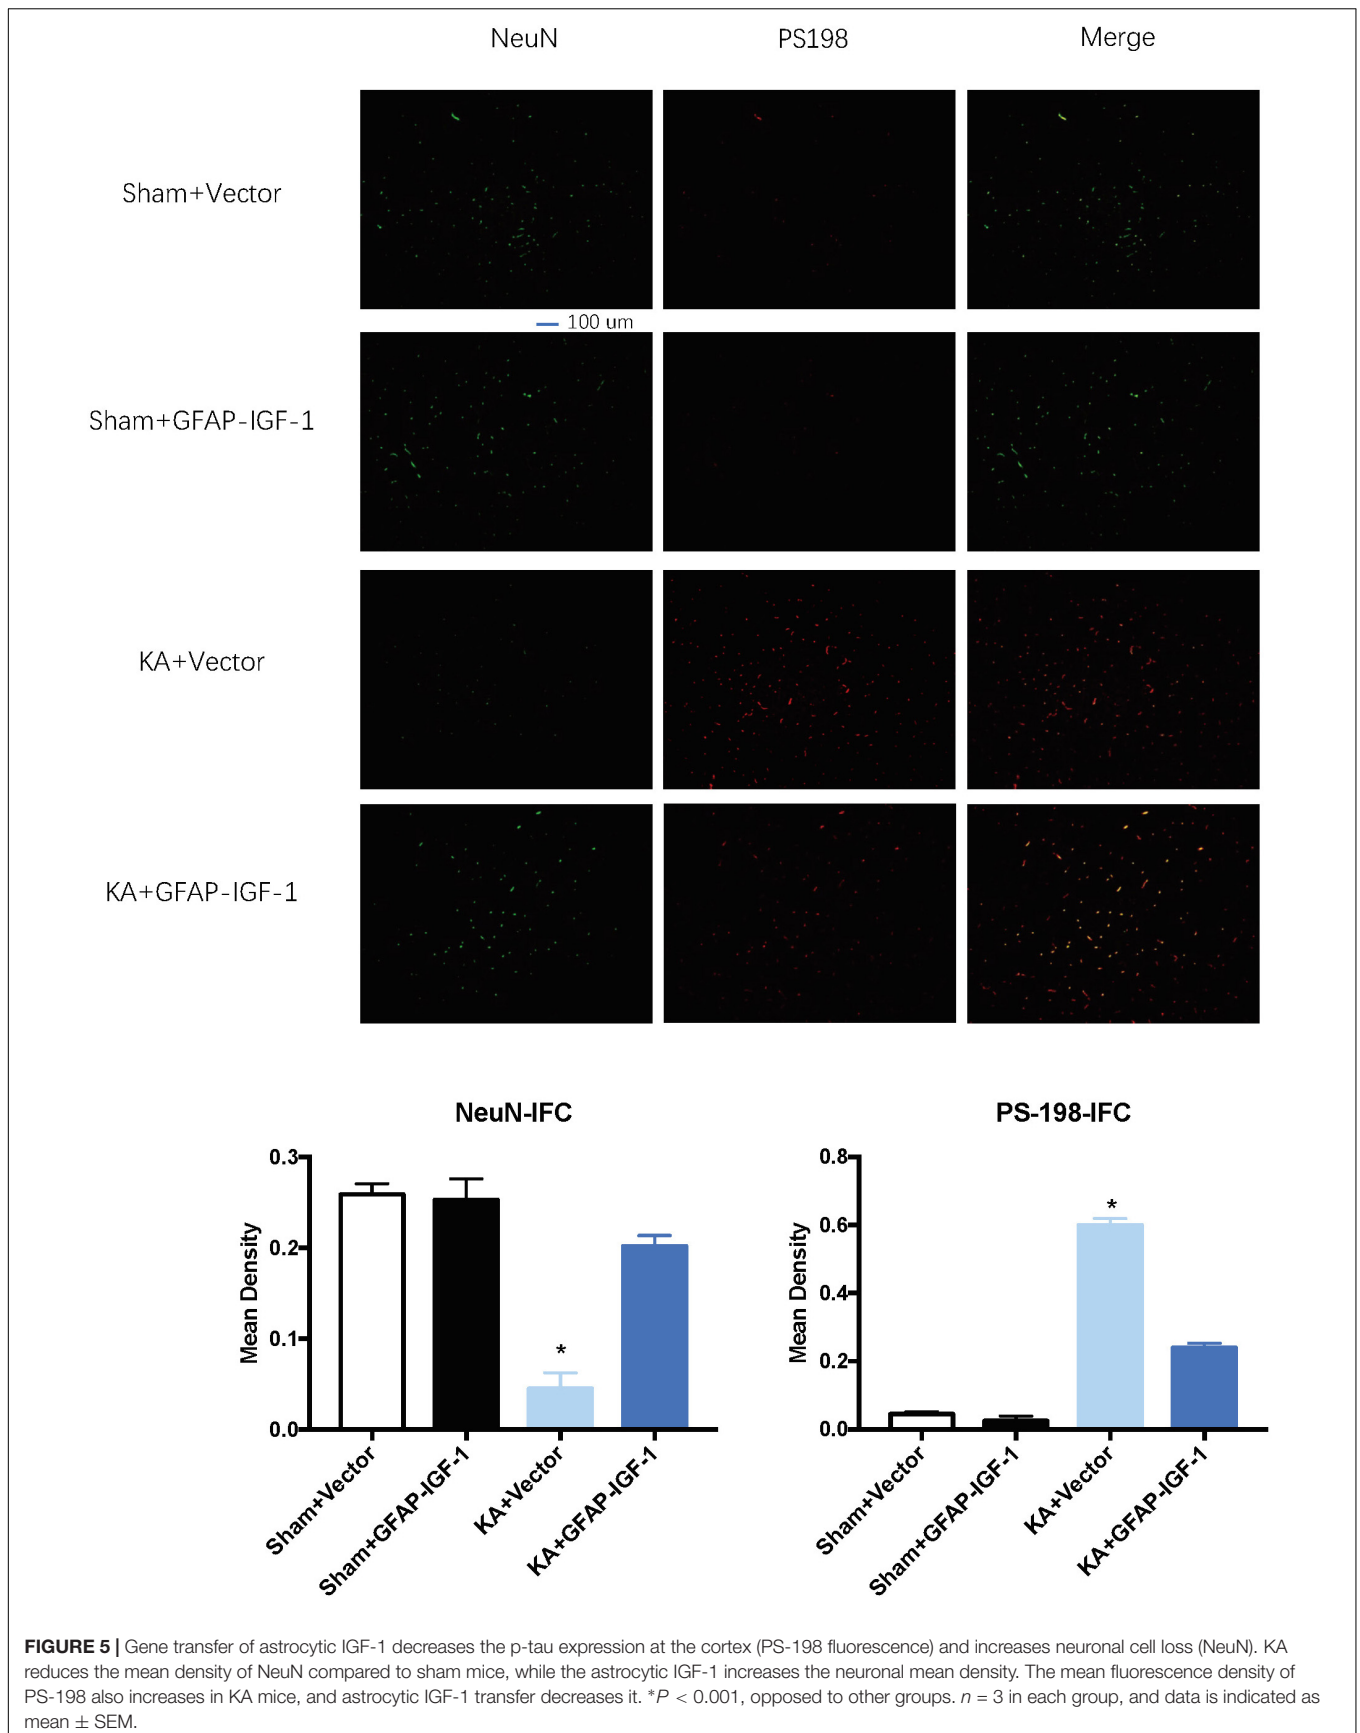 NeuN PS198 Merge
Sham+Vector
100 um
Sham+GFAP-IGF-1
KA+Vector
KA+GFAP-IGF-1
NeuN-IFC
0.3
0.2
0.1
0.0
Mean Density
*
Sham+Vector
Sham+GFAP-IGF-1
KA+Vector
KA+GFAP-IGF-1
PS-198-IFC
0.8
0.6
0.4
0.2
0.0
Mean Density
*
Sham+Vector
Sham+GFAP-IGF-1
KA+Vector
KA+GFAP-IGF-1
FIGURE 5 | Gene transfer of astrocytic IGF-1 decreases the p-tau expression at the cortex (PS-198 fluorescence) and increases neuronal cell loss (NeuN). KA
reduces the mean density of NeuN compared to sham mice, while the astrocytic IGF-1 increases the neuronal mean density. The mean fluorescence density of
PS-198 also increases in KA mice, and astrocytic IGF-1 transfer decreases it. *P < 0.001, opposed to other groups. n = 3 in each group, and data is indicated as
mean ± SEM.